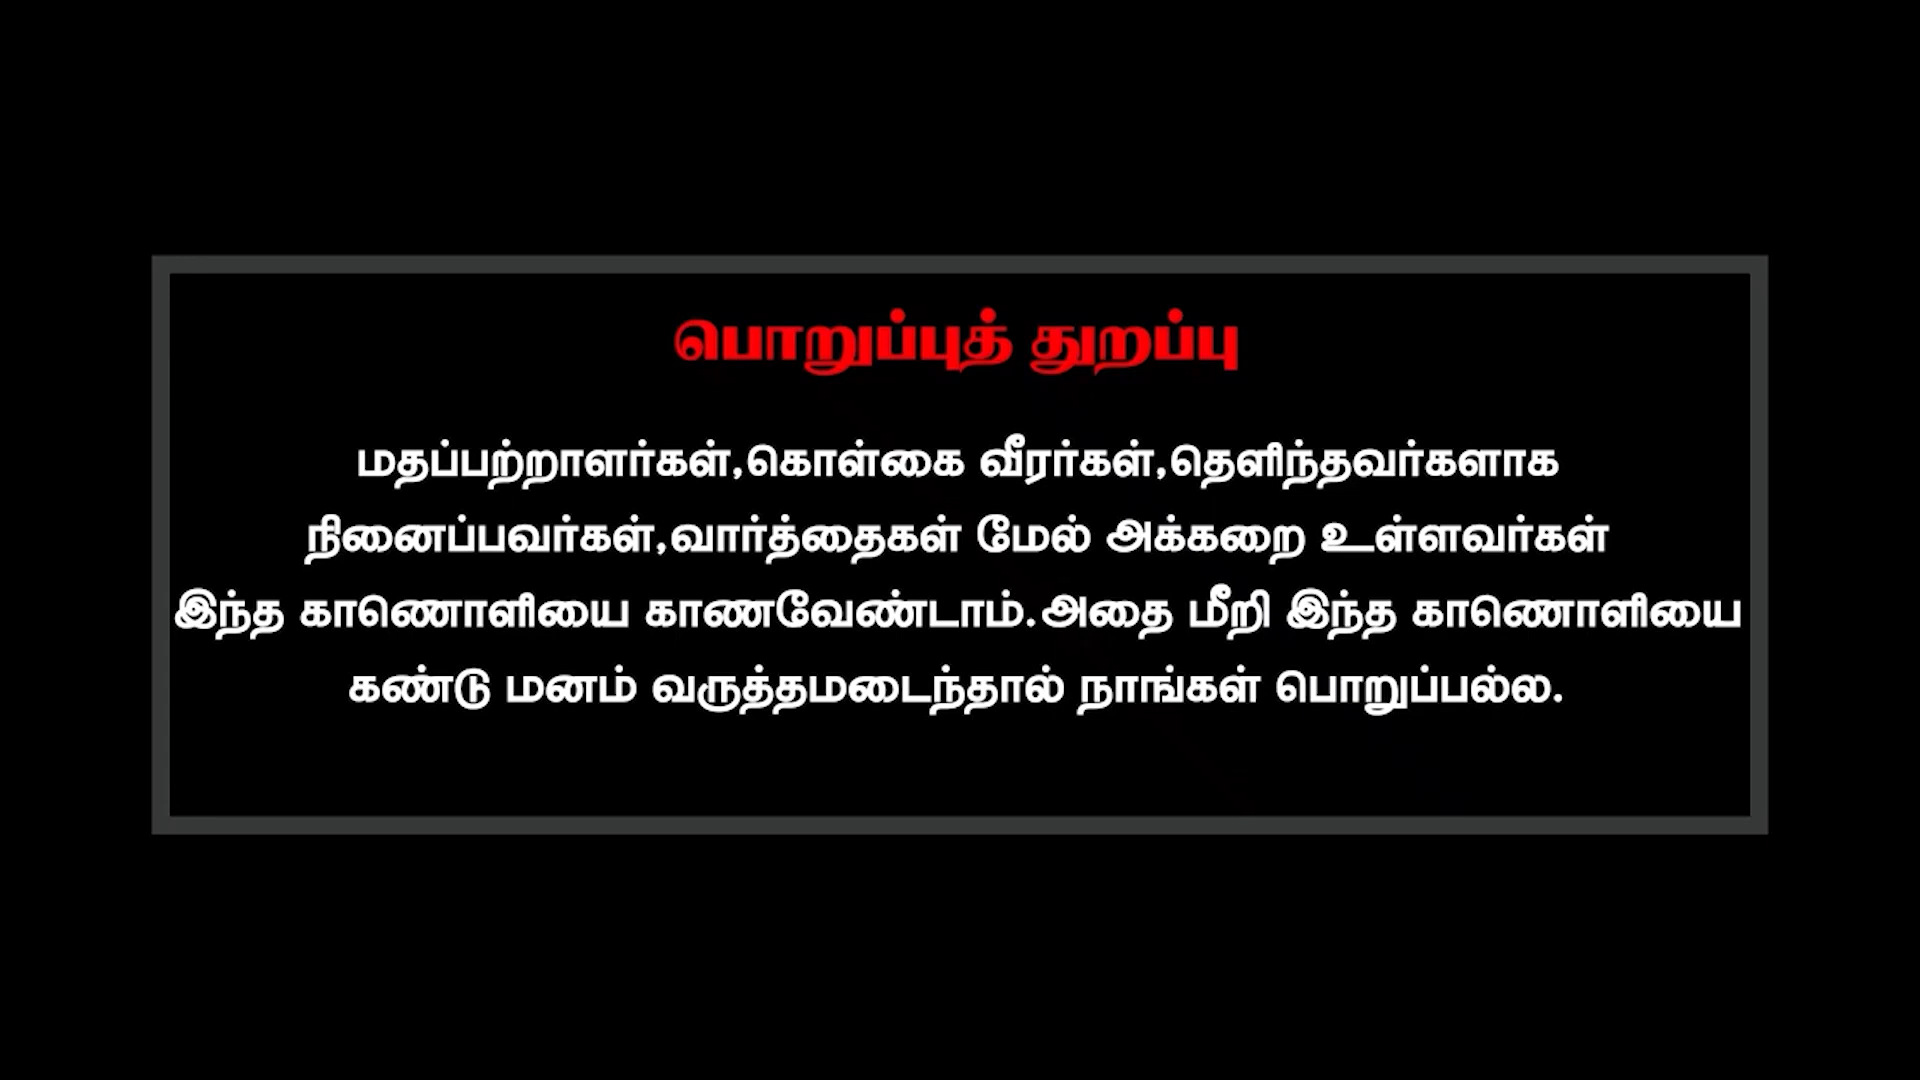 பொறுப்புத் துறப்பு
மதப்பற்றாளர்கள்,கொள்கை வீரர்கள்,தெளிந்தவர்களாக
நினைப்பவர்கள்,வார்த்தைகள் மேல் அக்கறை உள்ளவர்கள்
இந்த காணொளியை காணவேண்டாம்.அதை மீறி இந்த காணொளியை
கண்டு மனம் வருத்தமடைந்தால் நாங்கள் பொறுப்பல்ல.